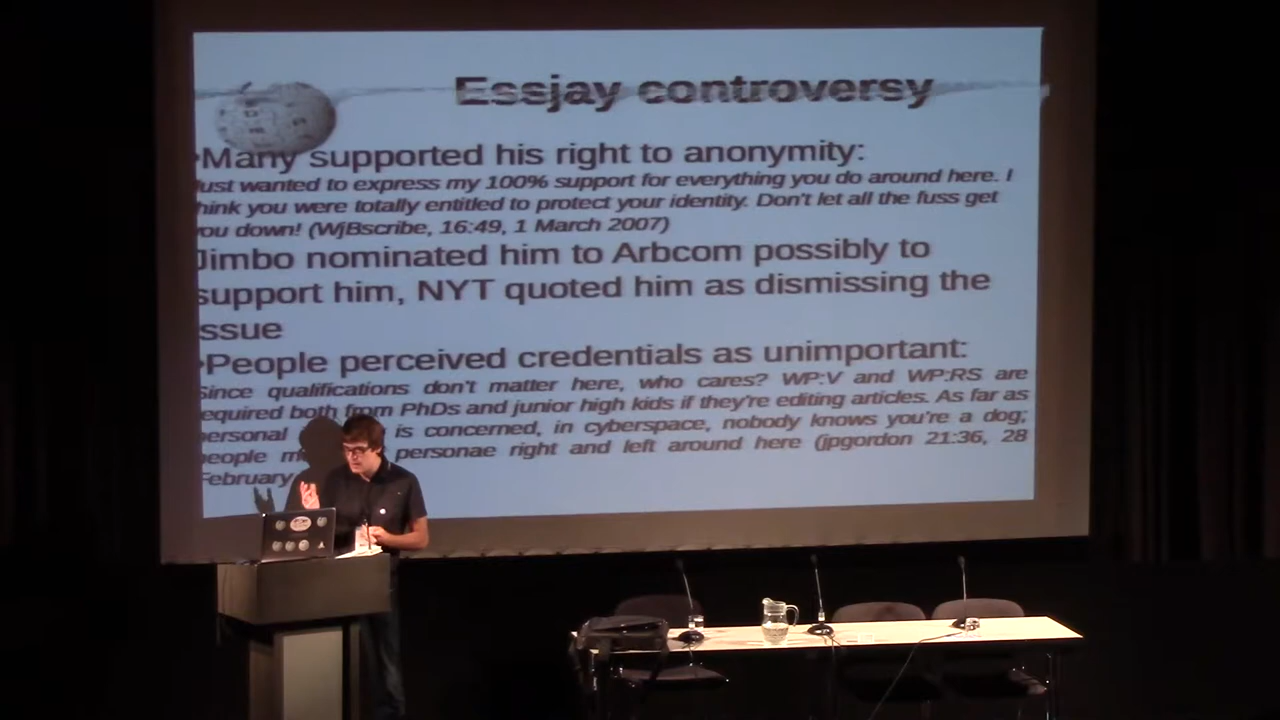 Essjay controversy
•Many supported his right to anonymity:
Just wanted to express my 100% support for everything you do around here. I
hink you were totally entitled to protect your identity. Don't let all the fuss get
you down! (WjBscribe, 16:49, 1 March 2007)
Jimbo nominated him to Arbcom possibly to
support him, NYT quoted him as dismissing the
ssue
•People perceived credentials as unimportant:
Since qualifications don't matter here, who cares? WP:V and WP:RS are
equired both from PhDs and junior high kids if they're editing articles. As far as
personal is concerned, in cyberspace, nobody knows you're a dog;
people personae right and left around here (jpgordon 21:36, 28
February